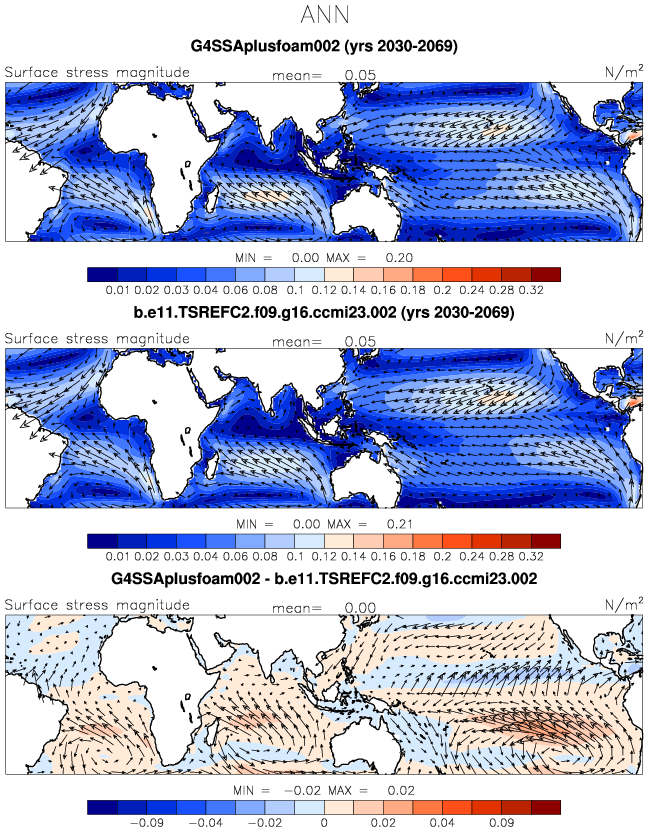 ANN
G4SSAplusfoam002 (yrs 2030-2069)
Surface stress magnitude mean= 0.05 N/m²
MIN = 0.00 MAX = 0.20
0.01 0.02 0.03 0.04 0.06 0.08 0.1 0.12 0.14 0.16 0.18 0.2 0.24 0.28 0.32
b.e11.TSREFC2.f09.g16.ccmi23.002 (yrs 2030-2069)
Surface stress magnitude mean= 0.05 N/m²
MIN = 0.00 MAX = 0.21
0.01 0.02 0.03 0.04 0.06 0.08 0.1 0.12 0.14 0.16 0.18 0.2 0.24 0.28 0.32
G4SSAplusfoam002 - b.e11.TSREFC2.f09.g16.ccmi23.002
Surface stress magnitude mean= 0.00 N/m²
MIN = −0.02 MAX = 0.02
−0.09 −0.04 −0.02 0 0.02 0.04 0.09